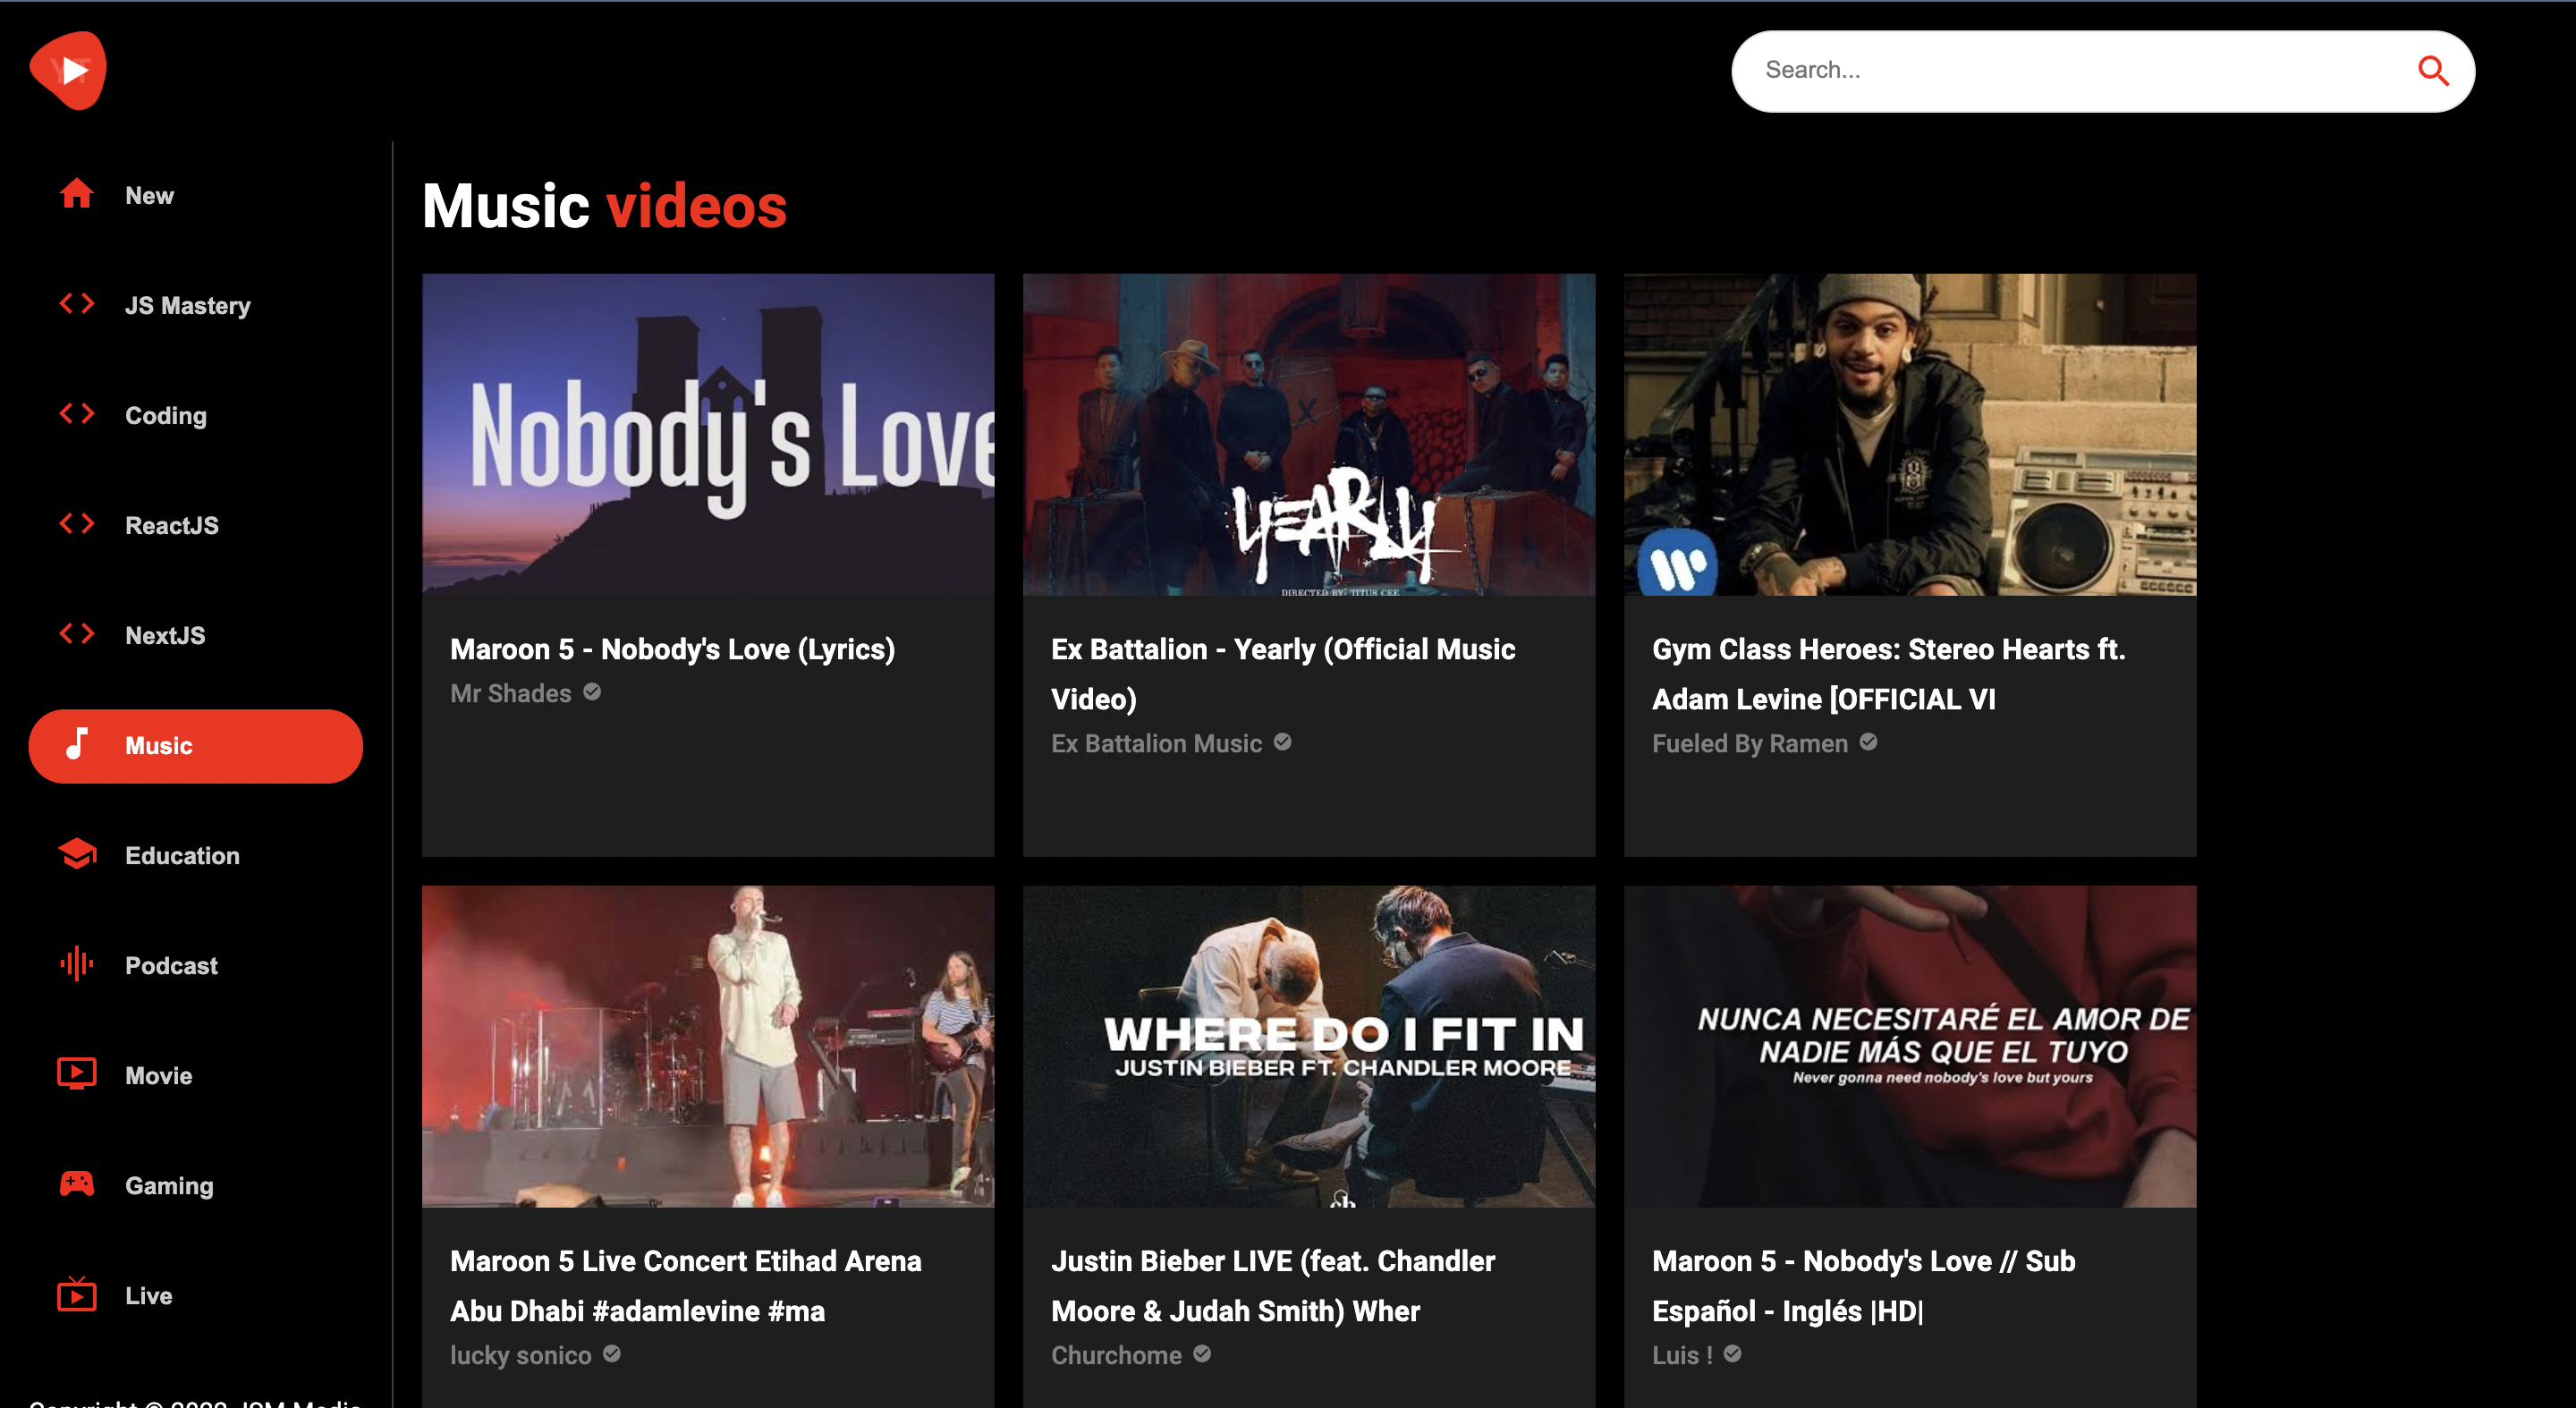 YT
Search...
New
JS Mastery
Coding
ReactJS
NextJS
Music
Education
Podcast
Movie
Gaming
Live
Copyright © 2022 JSM Media
Music videos
Nobody's Love
Maroon 5 - Nobody's Love (Lyrics)
Mr Shades
YEARLY
DIRECTED BY: TITUS CEE
Ex Battalion - Yearly (Official Music
Video)
Ex Battalion Music
W
Gym Class Heroes: Stereo Hearts ft.
Adam Levine [OFFICIAL VI
Fueled By Ramen
Maroon 5 Live Concert Etihad Arena
Abu Dhabi #adamlevine #ma
lucky sonico
WHERE DO I FIT IN
JUSTIN BIEBER FT. CHANDLER MOORE
Justin Bieber LIVE (feat. Chandler
Moore & Judah Smith) Wher
Churchome
NUNCA NECESITARÉ EL AMOR DE
NADIE MÁS QUE EL TUYO
Never gonna need nobody's love but yours
Maroon 5 - Nobody's Love // Sub
Español - Inglés |HD|
Luis !